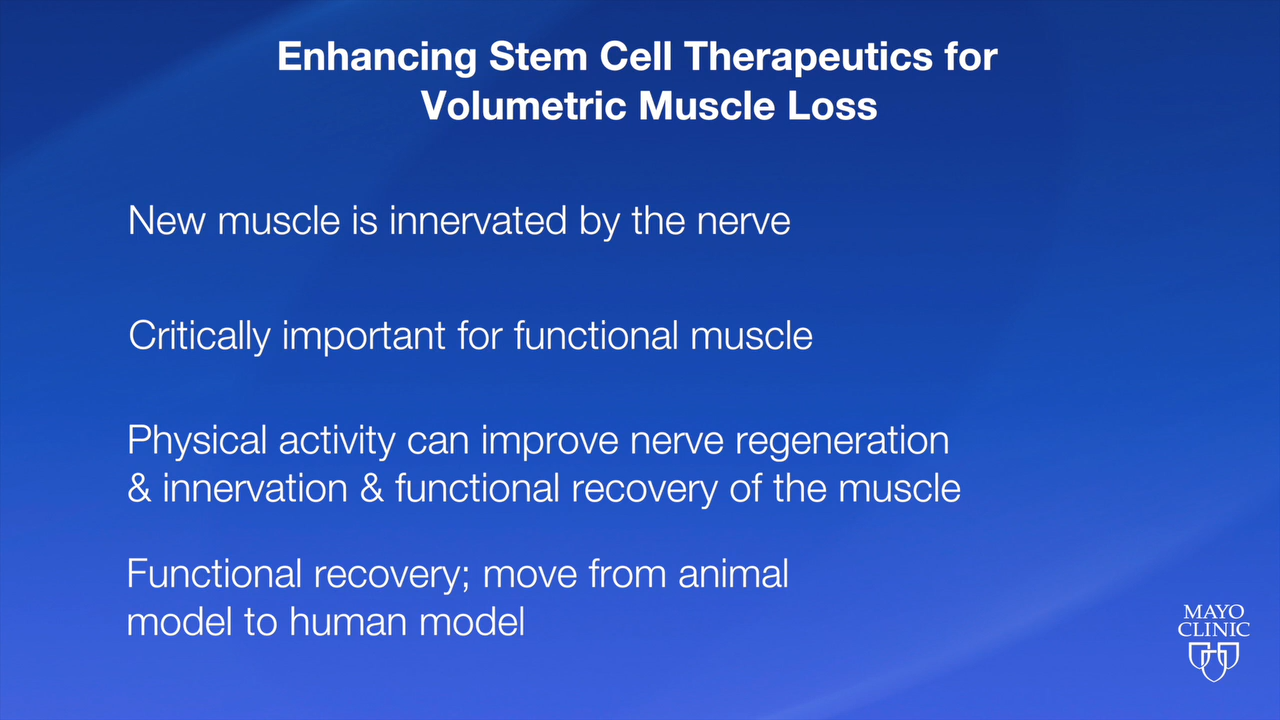 Enhancing Stem Cell Therapeutics for
Volumetric Muscle Loss
New muscle is innervated by the nerve
Critically important for functional muscle
Physical activity can improve nerve regeneration
& innervation & functional recovery of the muscle
Functional recovery; move from animal
model to human model
MAYO
CLINIC